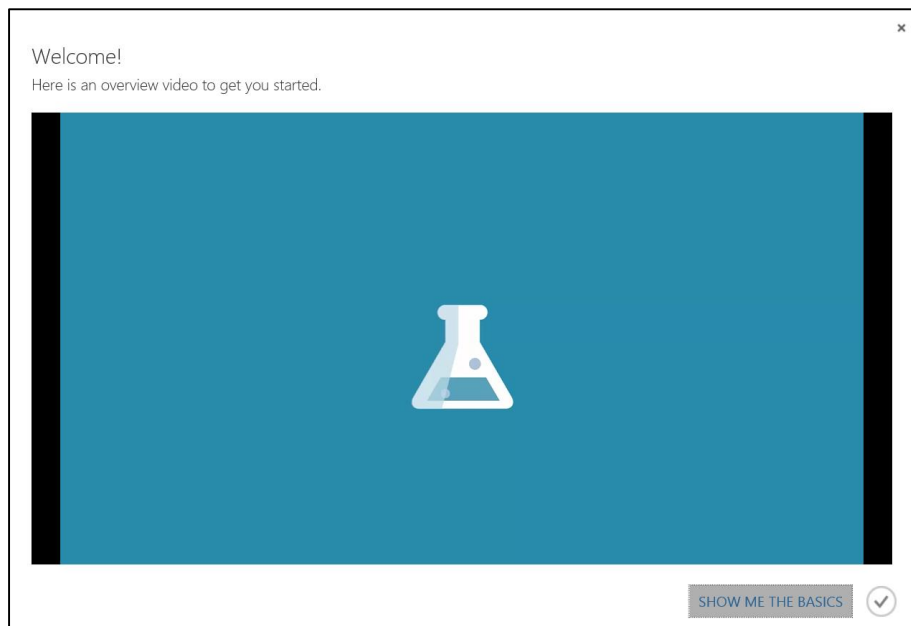 Welcome!
Here is an overview video to get you started.
SHOW ME THE BASICS